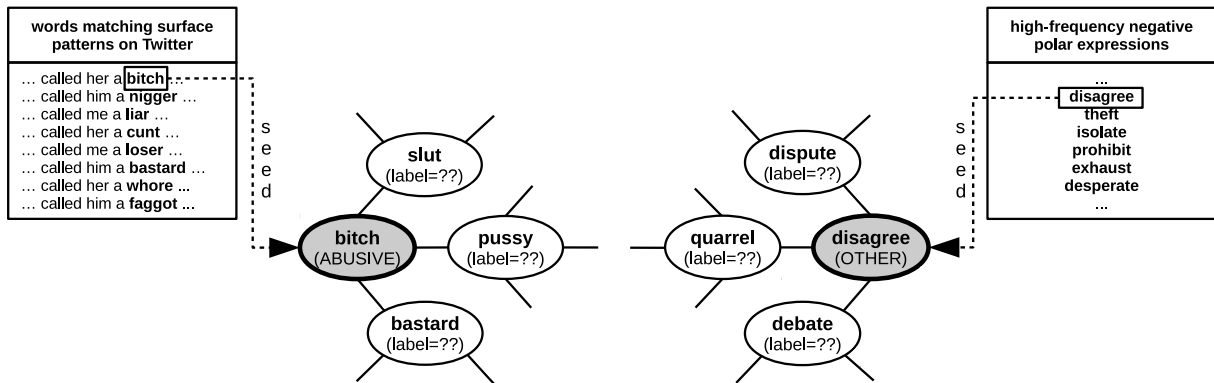 words matching surface
patterns on Twitter
... called her a bitch ...
... called him a nigger ...
... called me a liar ...
... called her a cunt ...
... called me a loser ...
... called him a bastard ...
... called her a whore ...
... called him a faggot ...
seed
slut
(label=??)
bitch
(ABUSIVE)
pussy
(label=??)
bastard
(label=??)
dispute
(label=??)
quarrel
(label=??)
disagree
(OTHER)
debate
(label=??)
seed
high-frequency negative
polar expressions
...
disagree
theft
isolate
prohibit
exhaust
desperate
...